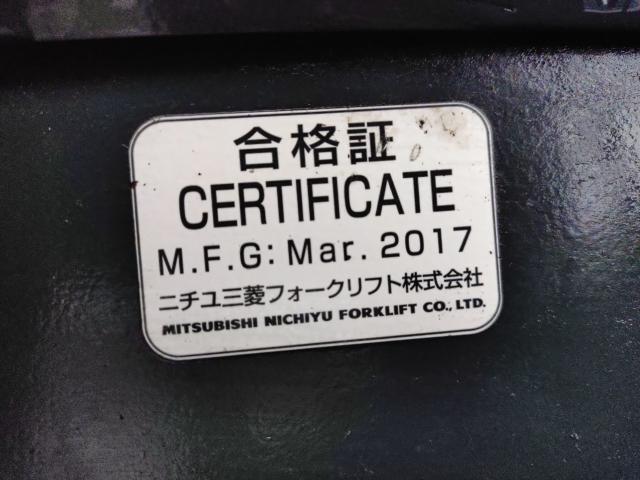 合格証
CERTIFICATE
M.F.G: Mar. 2017
ニチユ三菱フォークリフト株式会社
MITSUBISHI NICHIYU FORKLIFT CO., LTD.